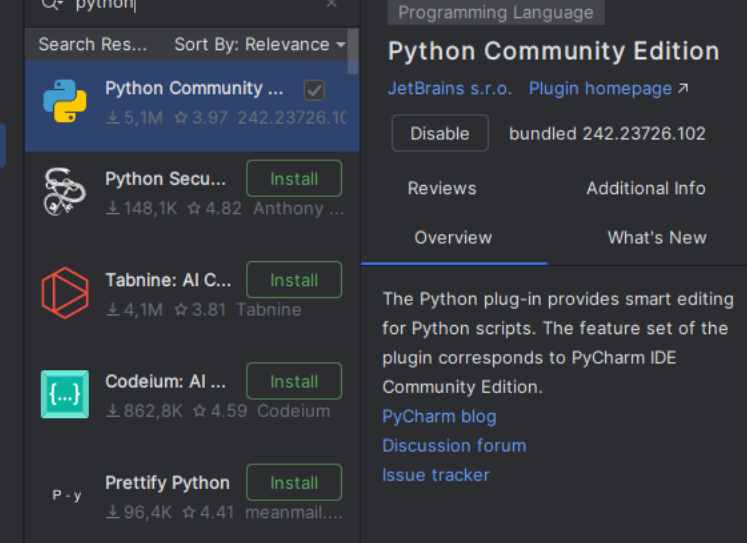 python
Search Res... Sort By: Relevance
Python Community ...
5,1M 3.97 242.23726.10
Python Secu... Install
148,1K 4.82 Anthony ...
Tabnine: AI C... Install
4,1M 3.81 Tabnine
{...}
Codeium: AI ... Install
862,8K 4.59 Codeium
P - y
Prettify Python Install
96,4K 4.41 meanmail....
Programming Language
Python Community Edition
JetBrains s.r.o. Plugin homepage ↗
Disable bundled 242.23726.102
Reviews Additional Info
Overview What's New
The Python plug-in provides smart editing
for Python scripts. The feature set of the
plugin corresponds to PyCharm IDE
Community Edition.
PyCharm blog
Discussion forum
Issue tracker